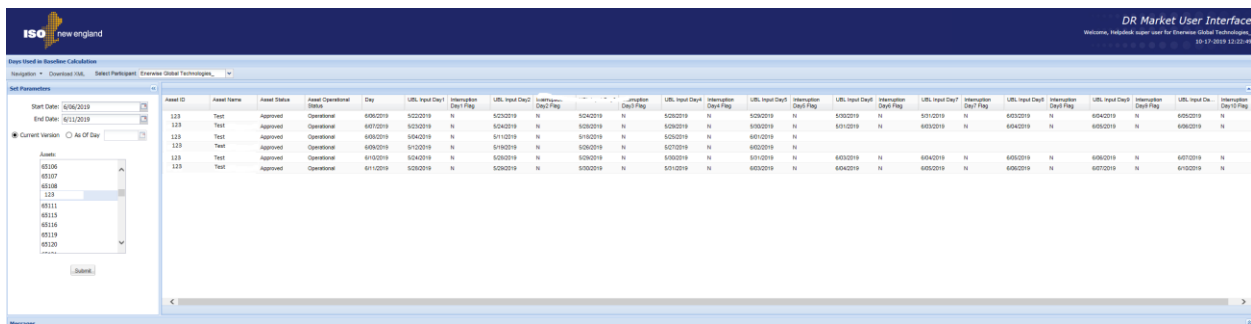 ISO new england
DR Market User Interface
Welcome, Helpdesk super user for Enerwise Global Technologies_
10-17-2019 12:22:49
Days Used in Baseline Calculation
Navigation Download XML Select Participant: Enerwise Global Technologies_
Set Parameters
Start Date: 6/06/2019
End Date: 6/11/2019
Current Version As Of Day
Assets:
65106
65107
65108
123
65111
65115
65116
65119
65120
Submit
Asset ID Asset Name Asset Status Asset Operational Status Day UBL Input Day1 Interruption Day1 Flag UBL Input Day2 Day2 Flag Day3 Flag UBL Input Day4 Interruption Day4 Flag UBL Input Day5 Interruption Day5 Flag UBL Input Day6 Interruption Day6 Flag UBL Input Day7 Interruption Day7 Flag UBL Input Day8 Interruption Day8 Flag UBL Input Day9 Interruption Day9 Flag UBL Input Da... Interruption Day10 Flag
123 Test Approved Operational 6/06/2019 5/22/2019 N 5/23/2019 N 5/24/2019 N 5/28/2019 N 5/29/2019 N 5/30/2019 N 5/31/2019 N 6/03/2019 N 6/04/2019 N 6/05/2019 N
123 Test Approved Operational 6/07/2019 5/23/2019 N 5/24/2019 N 5/28/2019 N 5/29/2019 N 5/30/2019 N 5/31/2019 N 6/03/2019 N 6/04/2019 N 6/05/2019 N 6/06/2019 N
123 Test Approved Operational 6/08/2019 5/04/2019 N 5/11/2019 N 5/18/2019 N 5/25/2019 N 6/01/2019 N
123 Test Approved Operational 6/09/2019 5/12/2019 N 5/19/2019 N 5/26/2019 N 5/27/2019 N 6/02/2019 N
123 Test Approved Operational 6/10/2019 5/24/2019 N 5/28/2019 N 5/29/2019 N 5/30/2019 N 5/31/2019 N 6/03/2019 N 6/04/2019 N 6/05/2019 N 6/06/2019 N 6/07/2019 N
123 Test Approved Operational 6/11/2019 5/28/2019 N 5/29/2019 N 5/30/2019 N 5/31/2019 N 6/03/2019 N 6/04/2019 N 6/05/2019 N 6/06/2019 N 6/07/2019 N 6/10/2019 N
Messages